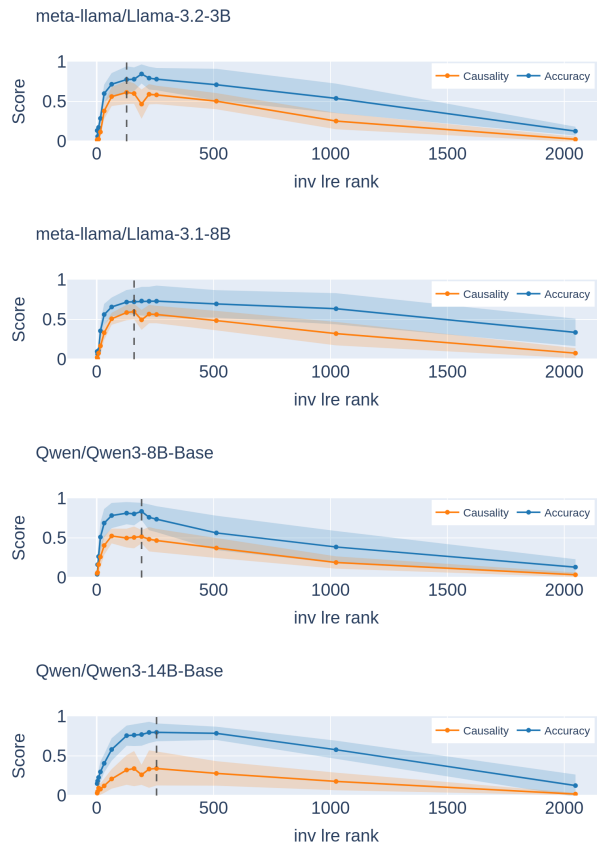 meta-llama/Llama-3.2-3B
1
Causality Accuracy
Score
0.5
0
0 500 1000 1500 2000
inv lre rank
meta-llama/Llama-3.1-8B
1
Causality Accuracy
Score
0.5
0
0 500 1000 1500 2000
inv lre rank
Qwen/Qwen3-8B-Base
1
Causality Accuracy
Score
0.5
0
0 500 1000 1500 2000
inv lre rank
Qwen/Qwen3-14B-Base
1
Causality Accuracy
Score
0.5
0
0 500 1000 1500 2000
inv lre rank